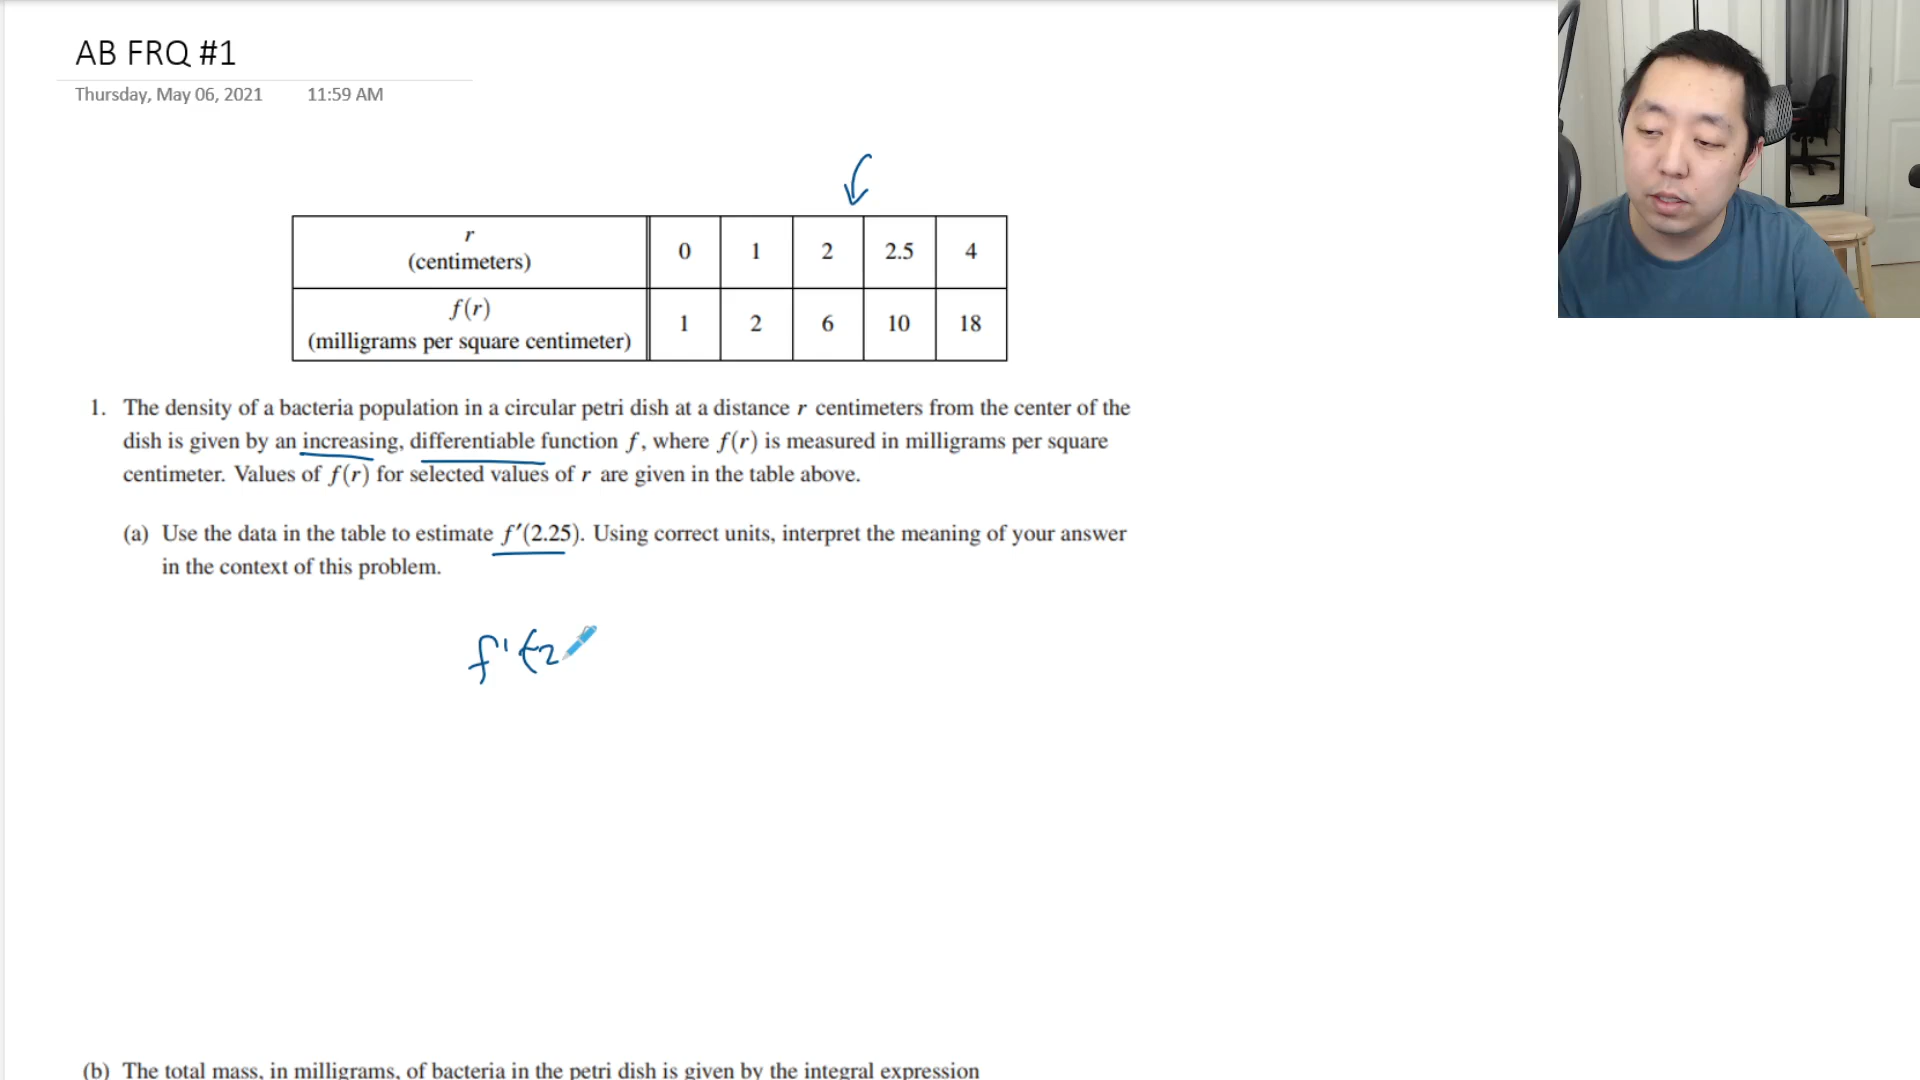 AB FRQ #1
Thursday, May 06, 2021 11:59 AM
r (centimeters) 0 1 2 2.5 4
f(r) (milligrams per square centimeter) 1 2 6 10 18
1. The density of a bacteria population in a circular petri dish at a distance r centimeters from the center of the
dish is given by an increasing, differentiable function f, where f(r) is measured in milligrams per square
centimeter. Values of f(r) for selected values of r are given in the table above.
(a) Use the data in the table to estimate f′(2.25). Using correct units, interpret the meaning of your answer
in the context of this problem.
f'(2
(b) The total mass, in milligrams, of bacteria in the petri dish is given by the integral expression